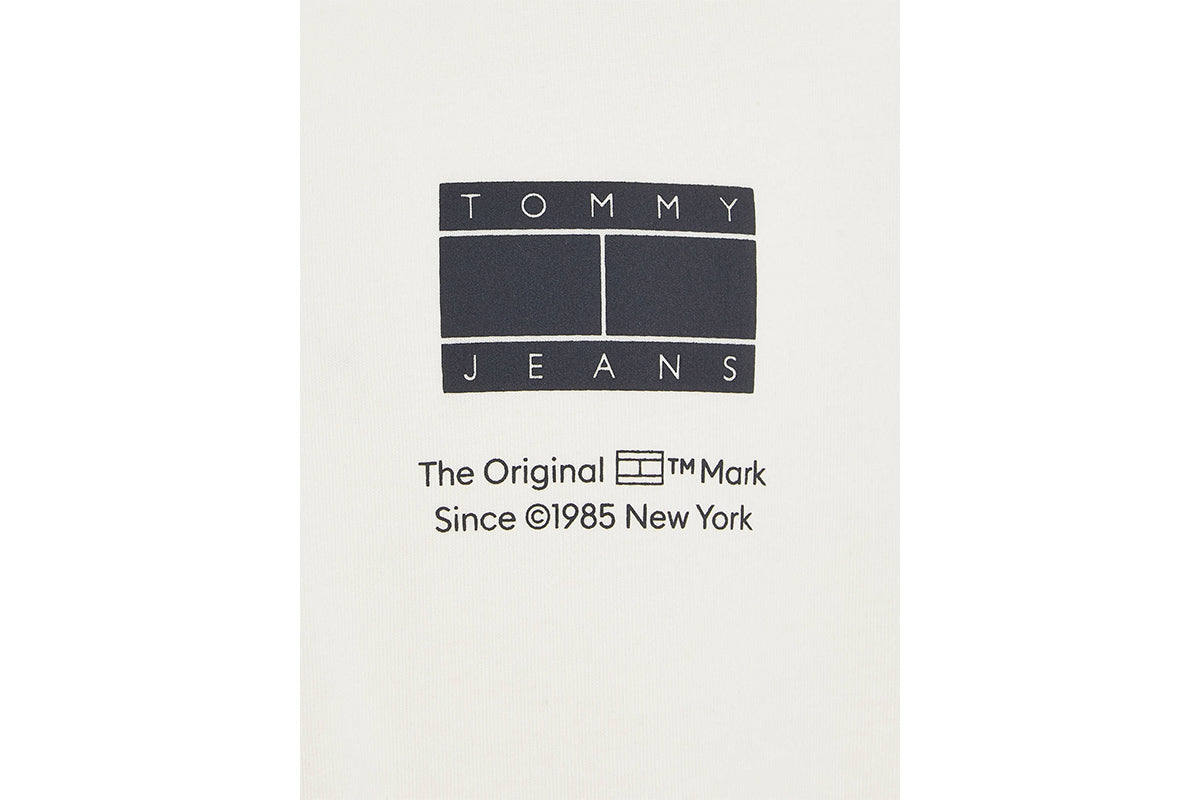 TOMMY
JEANS
The Original ™ Mark
Since ©1985 New York